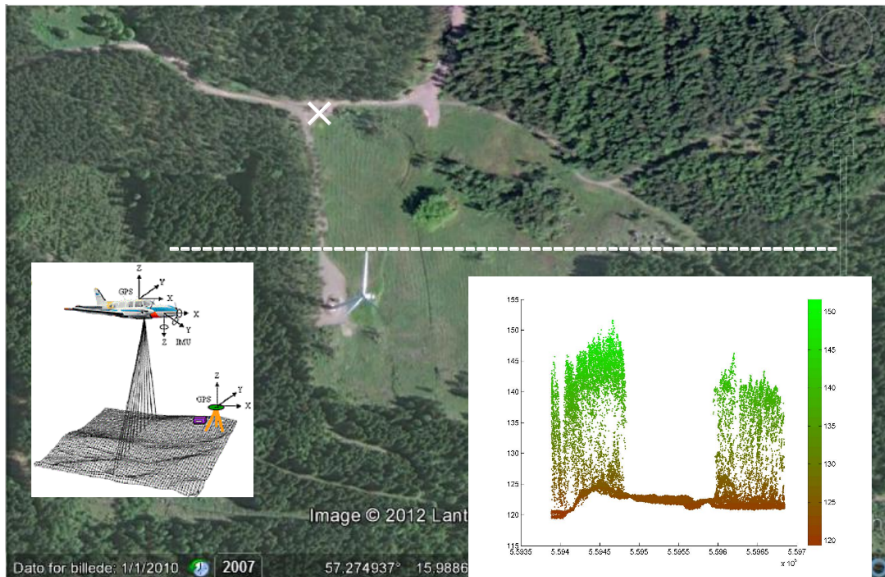 Z
Y
GPS
X
X
Y
Z
IMU
Z
Y
GPS
X
155
150
145
140
135
130
125
120
115
5.5935
5.594
5.5945
5.595
5.5955
5.596
5.5965
5.597
x 10⁵
150
145
140
135
130
125
120
Image © 2012 Lant
Dato for billede: 1/1/2010
2007
57.274937°
15.9886